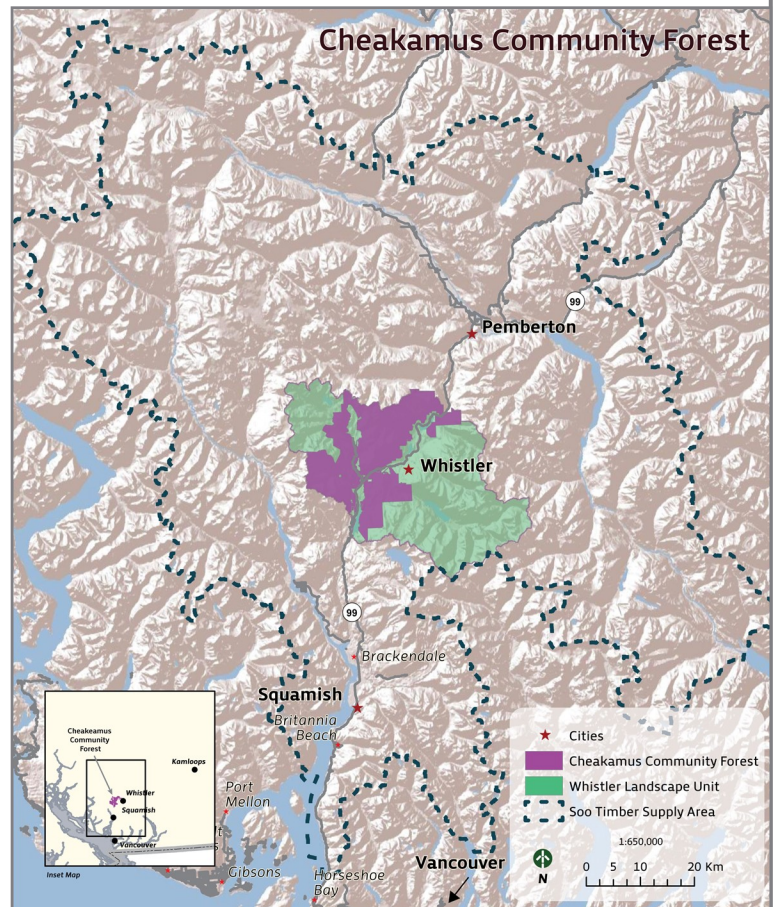 Cheakamus Community Forest
99
Pemberton
Whistler
99
Brackendale
Squamish
Britannia
Beach
Port
Mellon
Gibsons
Horseshoe
Bay
Vancouver
Cheakeamus
Community
Forest
Kamloops
Whistler
Squamish
Vancouver
Inset Map
Cities
Cheakamus Community Forest
Whistler Landscape Unit
Soo Timber Supply Area
1:650,000
N
0 5 10 20 Km